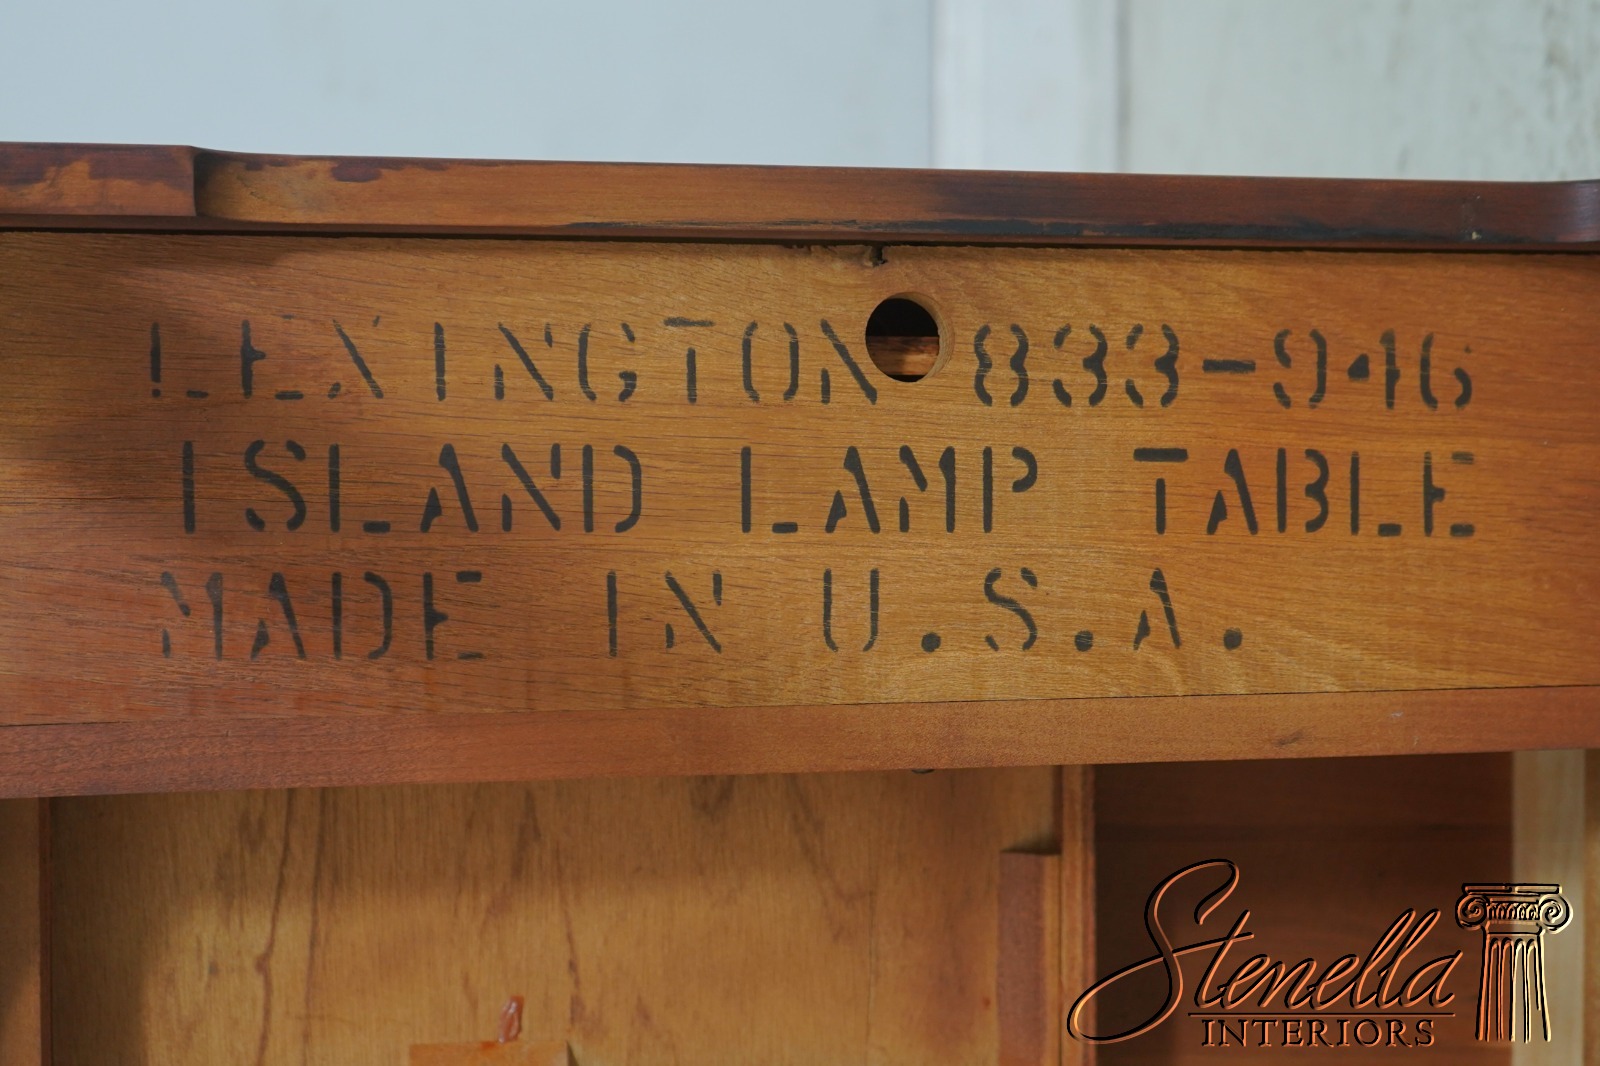 LEXINGTON 833-946
ISLAND LAMP TABLE
MADE IN U.S.A.
Stenella
INTERIORS